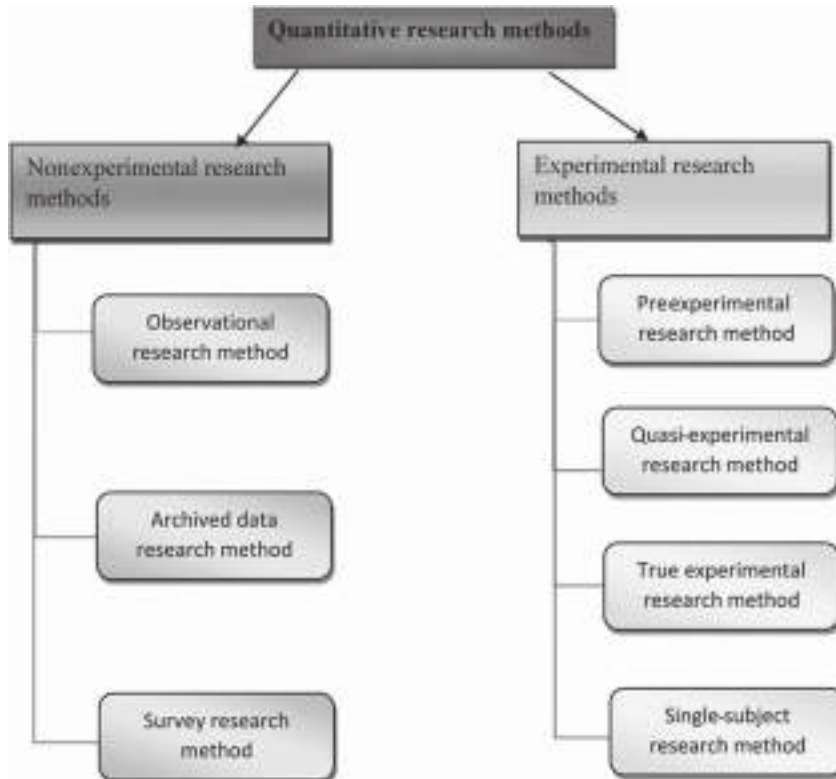 Quantitative research methods
Nonexperimental research
methods
Observational
research method
Archived data
research method
Survey research
method
Experimental research
methods
Preexperimental
research method
Quasi-experimental
research method
True experimental
research method
Single-subject
research method